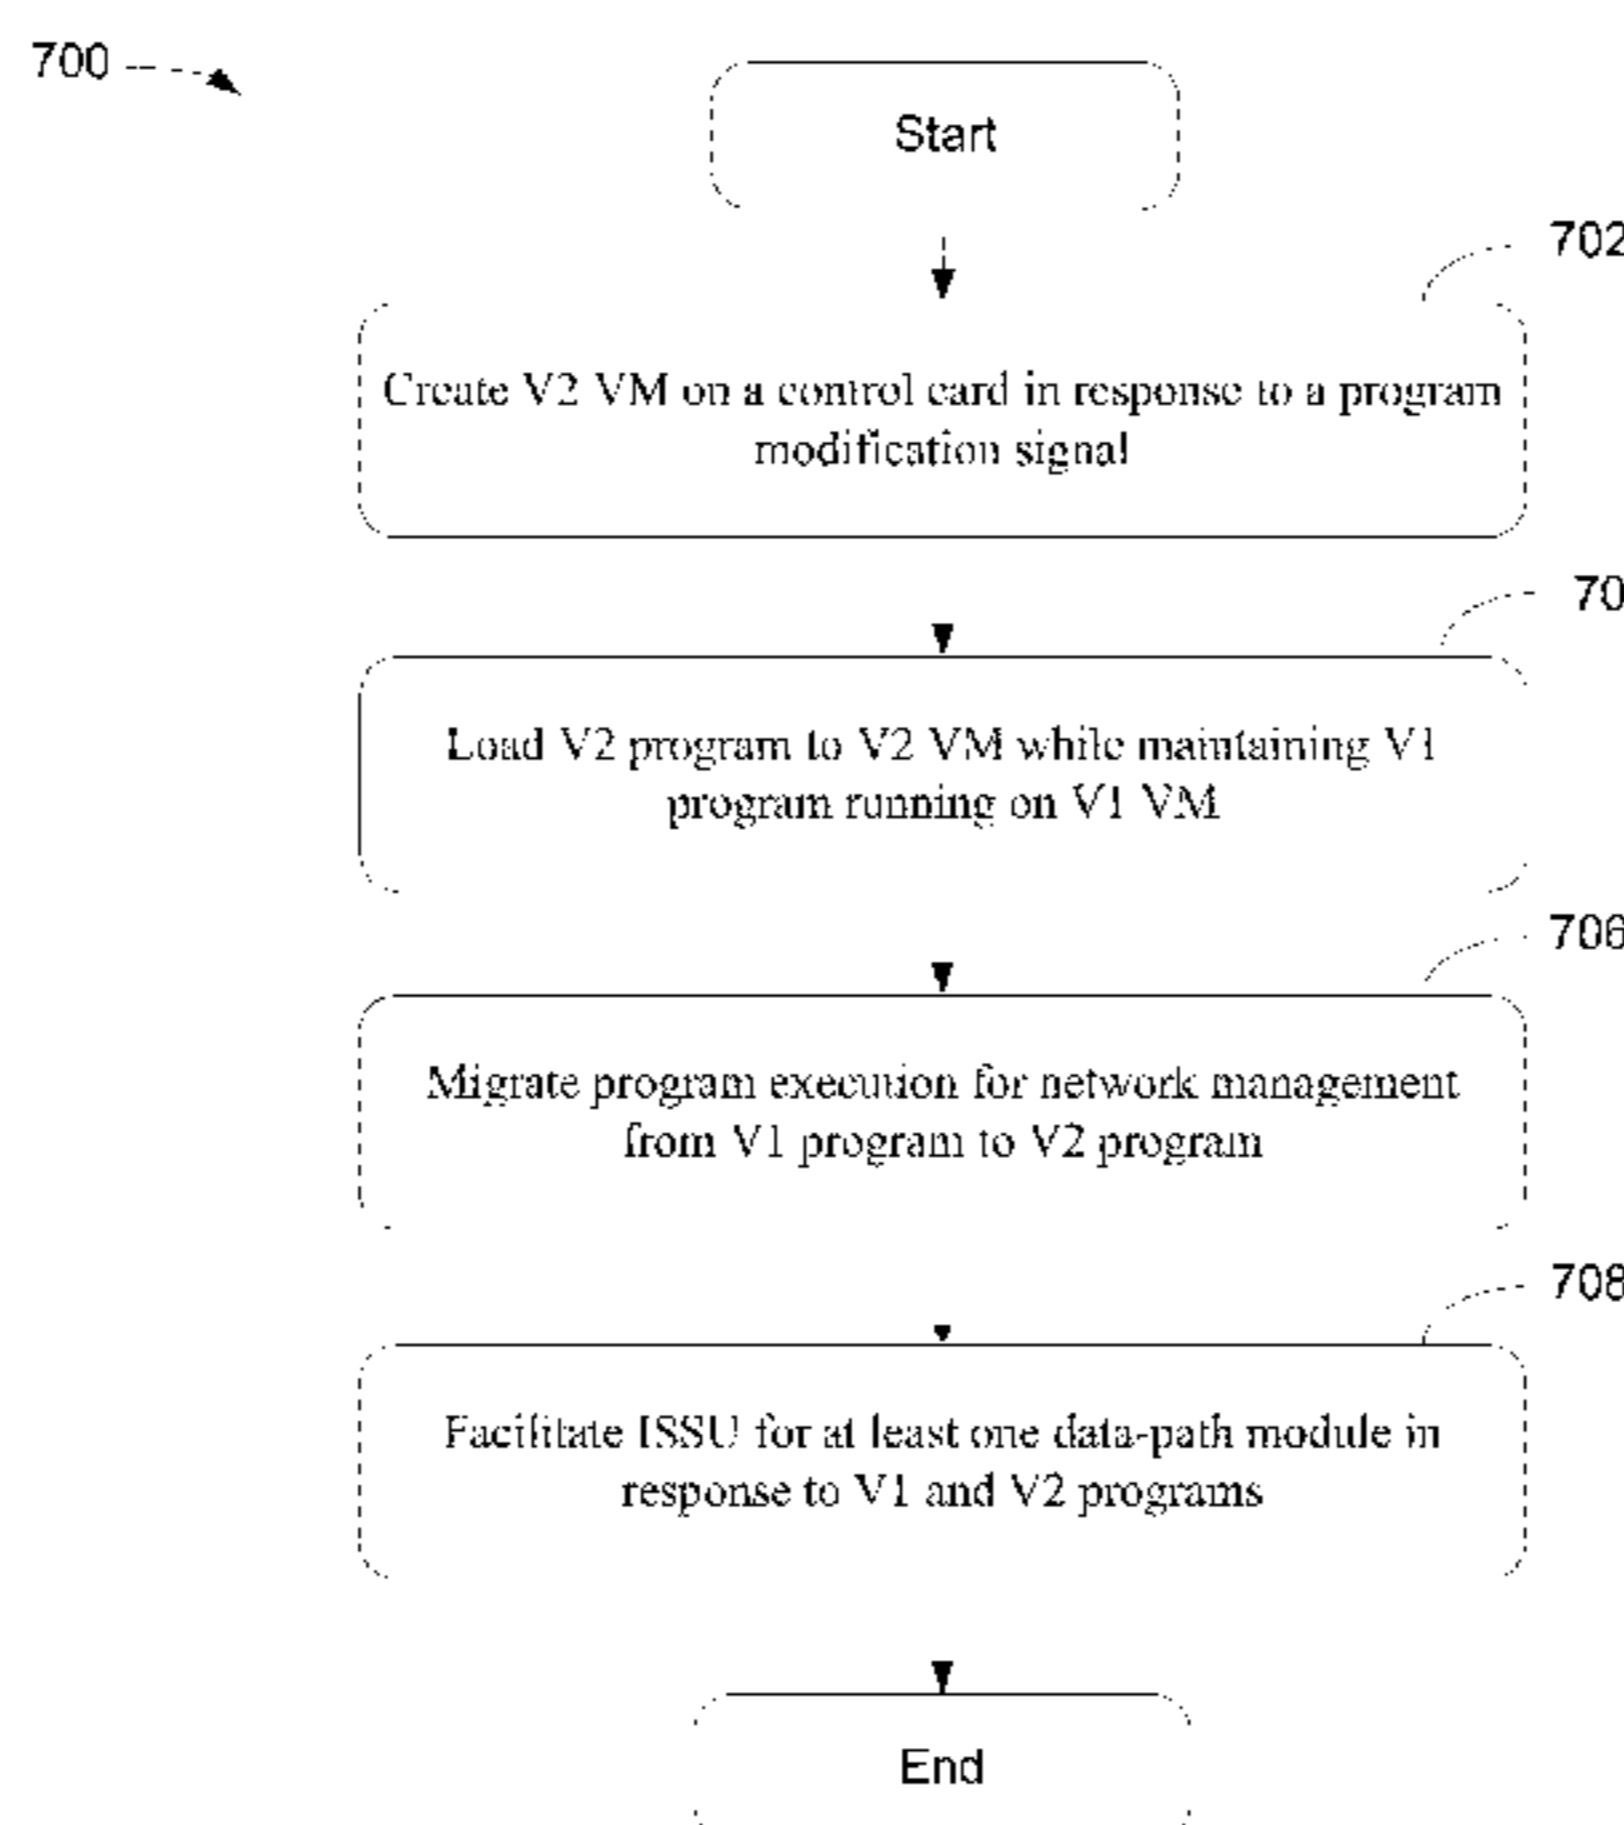 700
Start
702
Create V2 VM on a control card in response to a program
modification signal
70
Load V2 program to V2 VM while maintaining V1
program running on V1 VM
706
Migrate program execution for network management
from V1 program to V2 program
708
Facilitate ISSU for at least one data-path module in
response to V1 and V2 programs
End